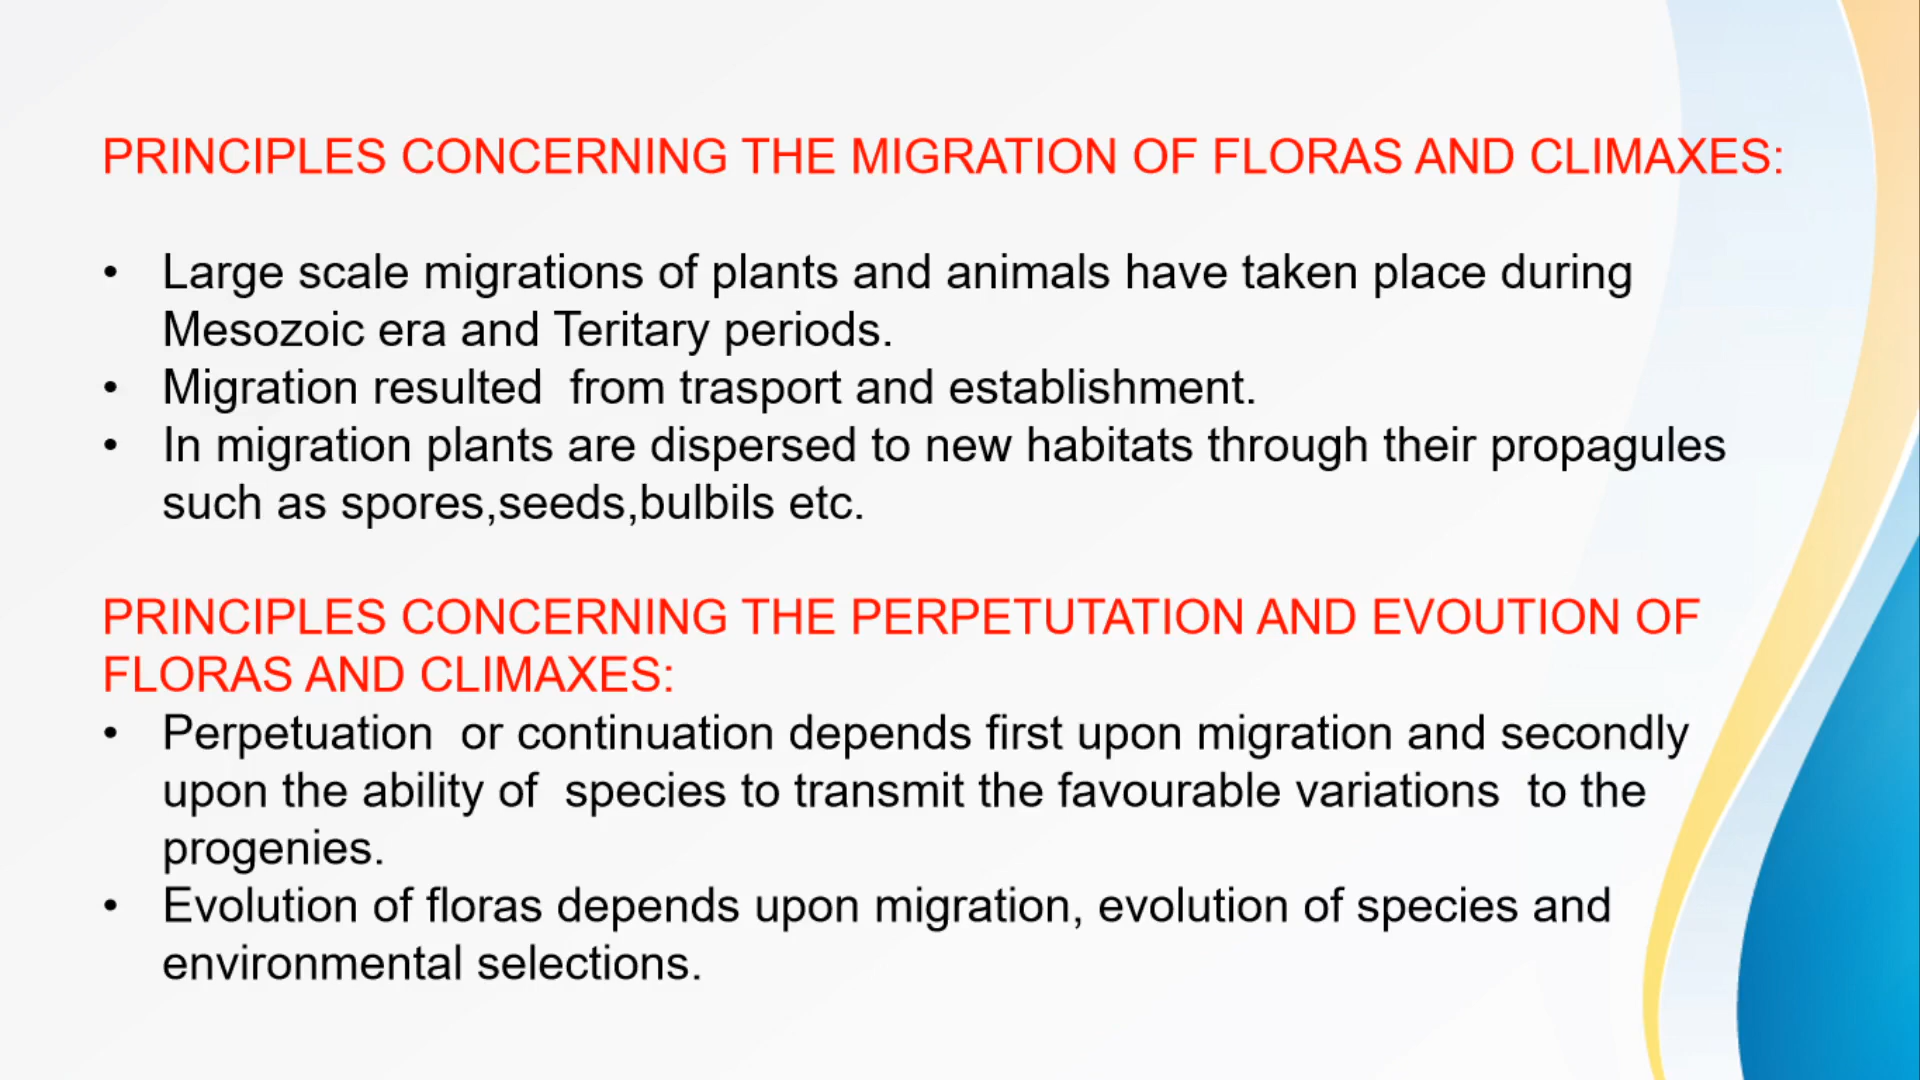 PRINCIPLES CONCERNING THE MIGRATION OF FLORAS AND CLIMAXES:
• Large scale migrations of plants and animals have taken place during
Mesozoic era and Teritary periods.
• Migration resulted  from trasport and establishment.
• In migration plants are dispersed to new habitats through their propagules
such as spores,seeds,bulbils etc.
PRINCIPLES CONCERNING THE PERPETUTATION AND EVOUTION OF
FLORAS AND CLIMAXES:
• Perpetuation  or continuation depends first upon migration and secondly
upon the ability of  species to transmit the favourable variations  to the
progenies.
• Evolution of floras depends upon migration, evolution of species and
environmental selections.